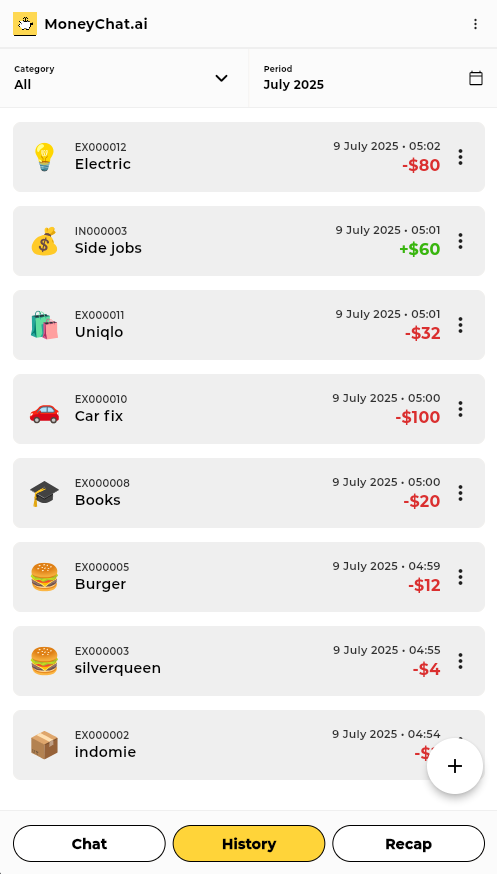 MoneyChat.ai
Category
All
Period
July 2025
EX000012
Electric
9 July 2025 • 05:02
-$80
IN000003
Side jobs
9 July 2025 • 05:01
+$60
EX000011
Uniqlo
9 July 2025 • 05:01
-$32
EX000010
Car fix
9 July 2025 • 05:00
-$100
EX000008
Books
9 July 2025 • 05:00
-$20
EX000005
Burger
9 July 2025 • 04:59
-$12
EX000003
silverqueen
9 July 2025 • 04:55
-$4
EX000002
indomie
9 July 2025 • 04:54
Chat
History
Recap